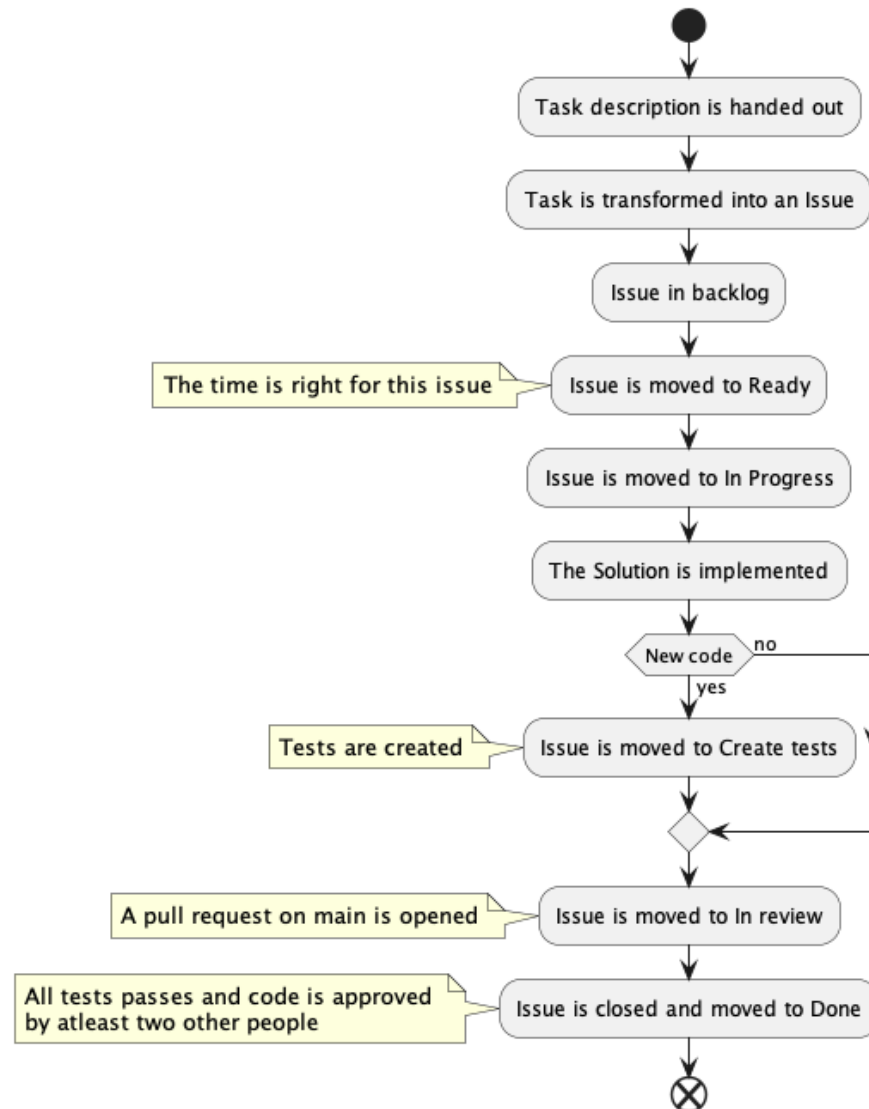 Task description is handed out
Task is transformed into an Issue
Issue in backlog
The time is right for this issue
Issue is moved to Ready
Issue is moved to In Progress
The Solution is implemented
New code
no
yes
Tests are created
Issue is moved to Create tests
A pull request on main is opened
Issue is moved to In review
All tests passes and code is approved
by atleast two other people
Issue is closed and moved to Done